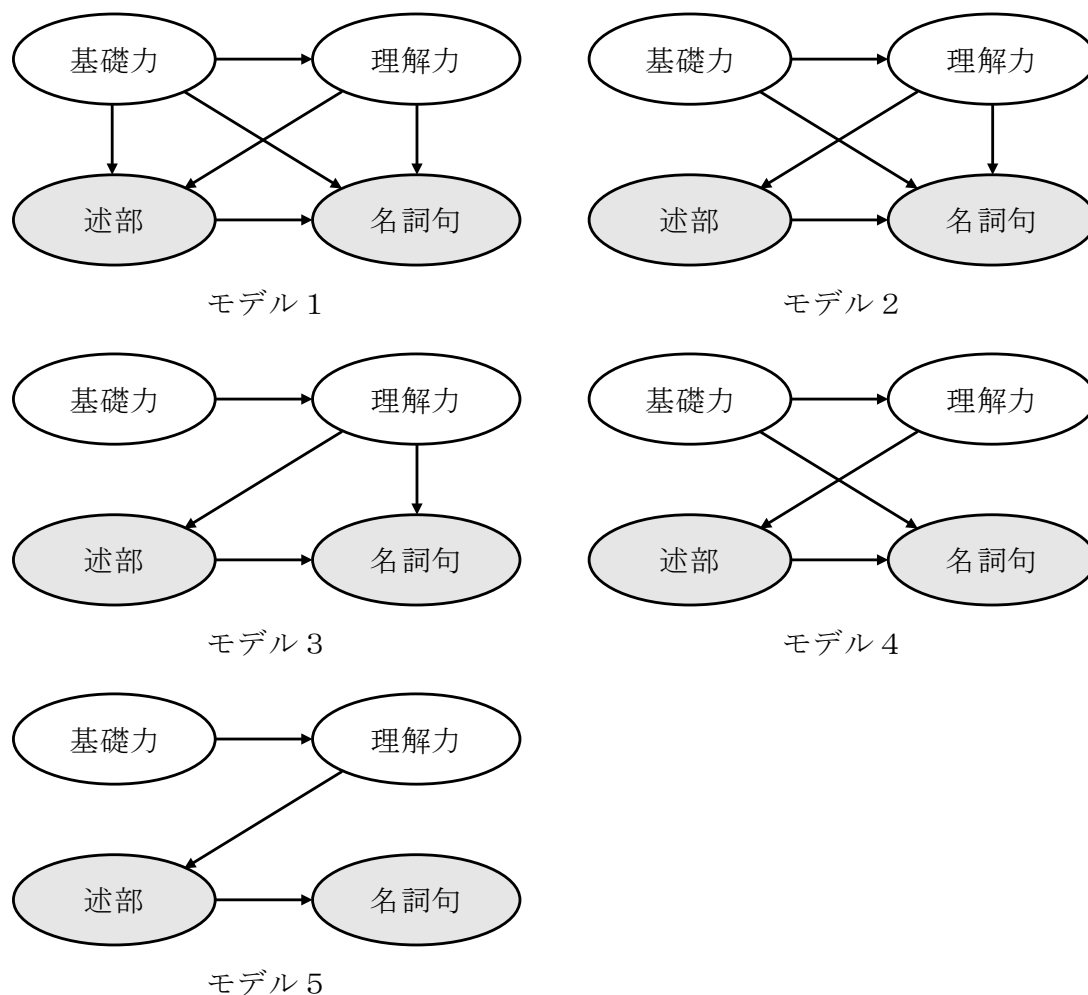 基礎力 理解力 基礎力 理解力
述部 名詞句 述部 名詞句
モデル１ モデル２
基礎力 理解力 基礎力 理解力
述部 名詞句 述部 名詞句
モデル３ モデル４
基礎力 理解力
述部 名詞句
モデル５